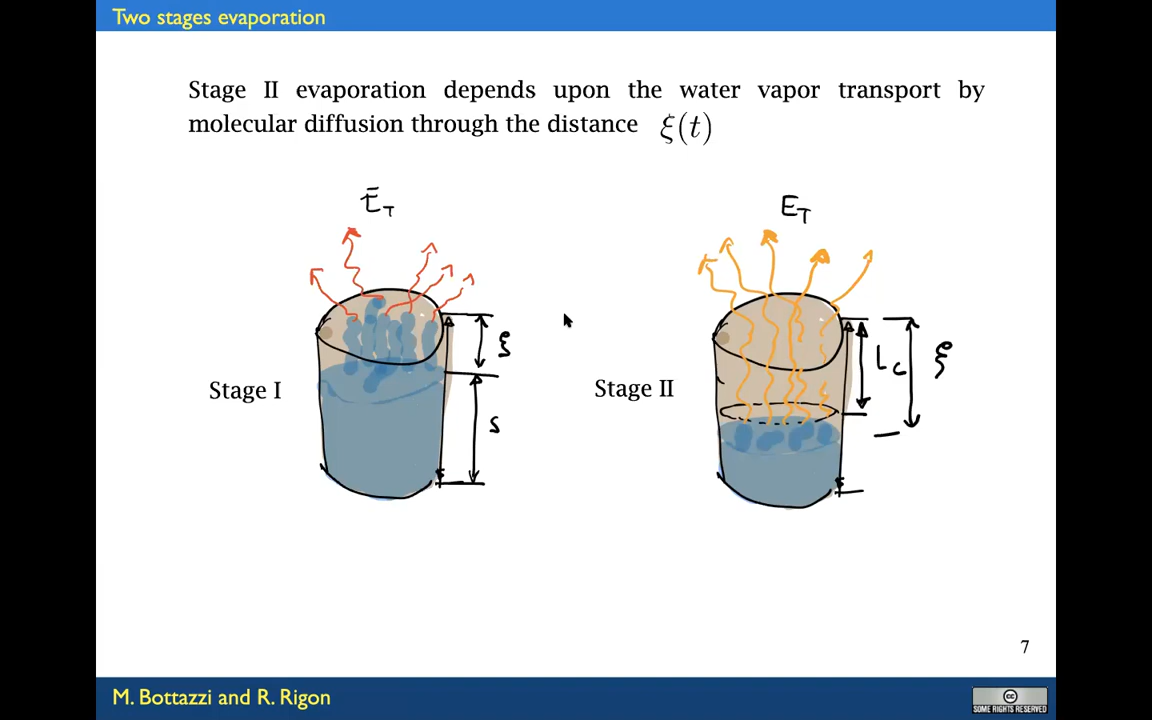 Two stages evaporation
Stage II evaporation depends upon the water vapor transport by
molecular diffusion through the distance ξ(t)
E_T
E_T
ξ
L_c
ξ
Stage I
Stage II
s
7
M. Bottazzi and R. Rigon
cc
SOME RIGHTS RESERVED